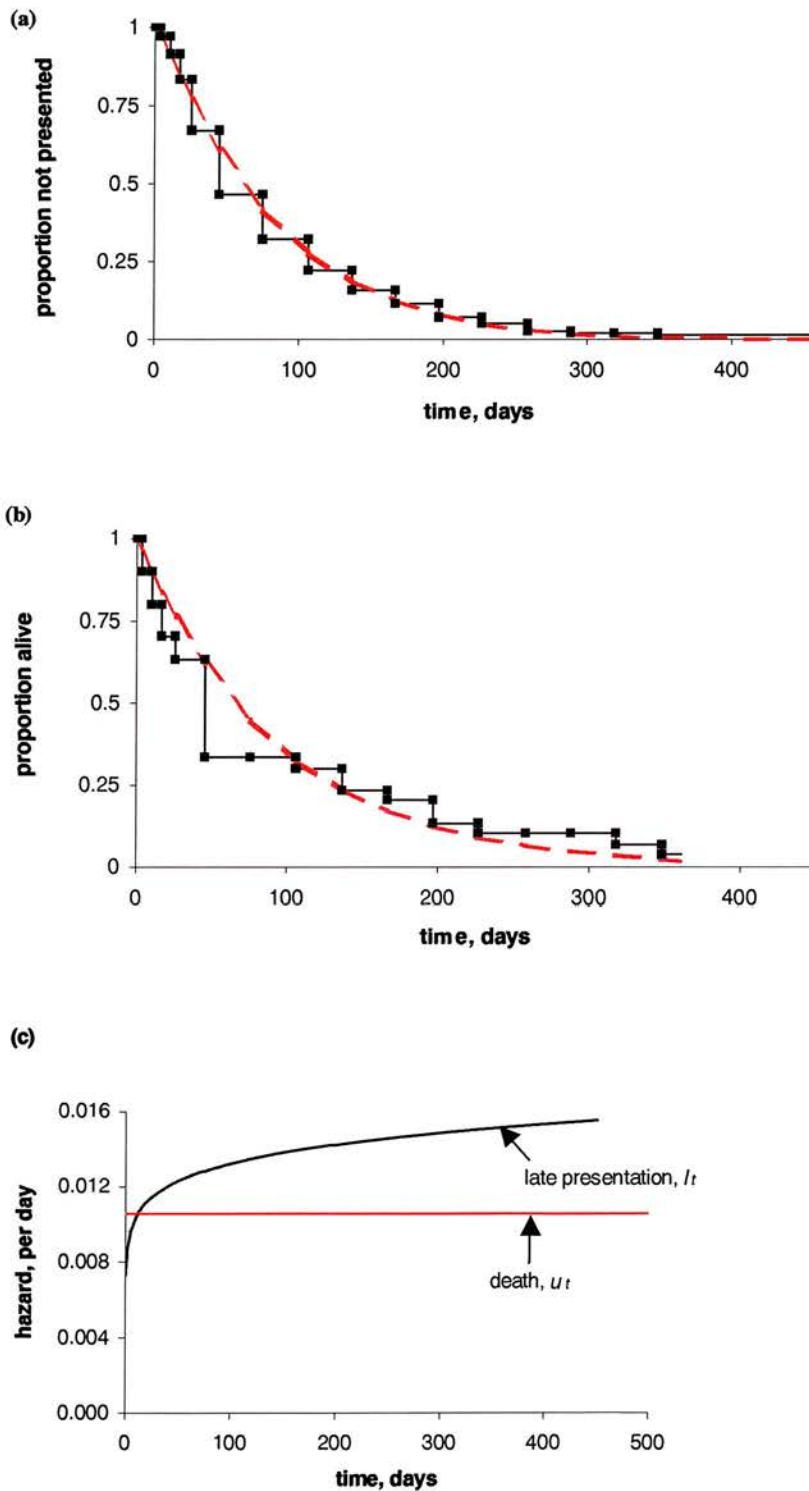 (a)
1
0.75
0.5
0.25
0
proportion not presented
0 100 200 300 400
time, days
(b)
1
0.75
0.5
0.25
0
proportion alive
0 100 200 300 400
time, days
(c)
0.016
0.012
0.008
0.004
0.000
hazard, per day
late presentation, lt
death, ut
0 100 200 300 400 500
time, days